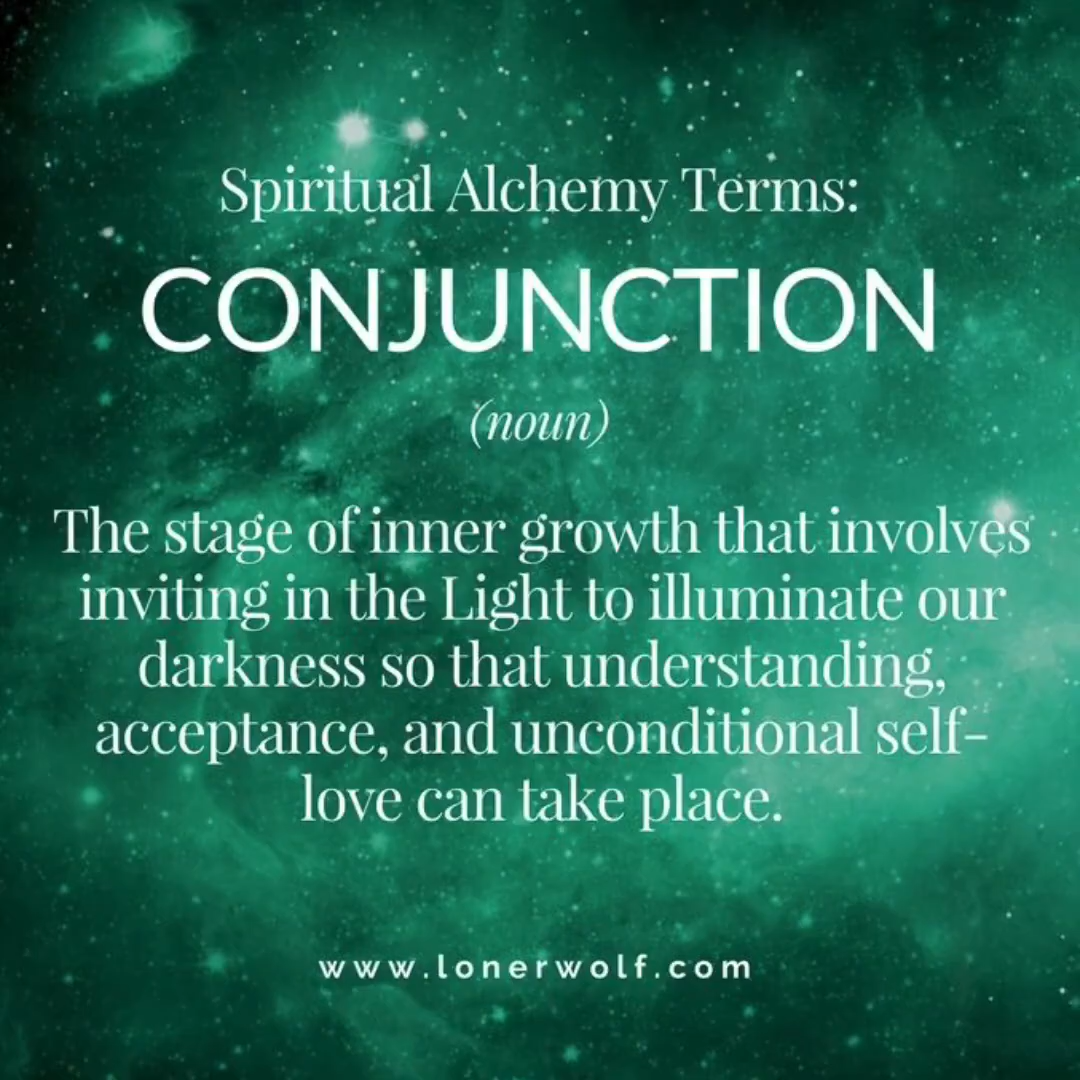 Spiritual Alchemy Terms:
CONJUNCTION
(noun)
The stage of inner growth that involves
inviting in the Light to illuminate our
darkness so that understanding,
acceptance, and unconditional self-
love can take place.
www.lonerwolf.com